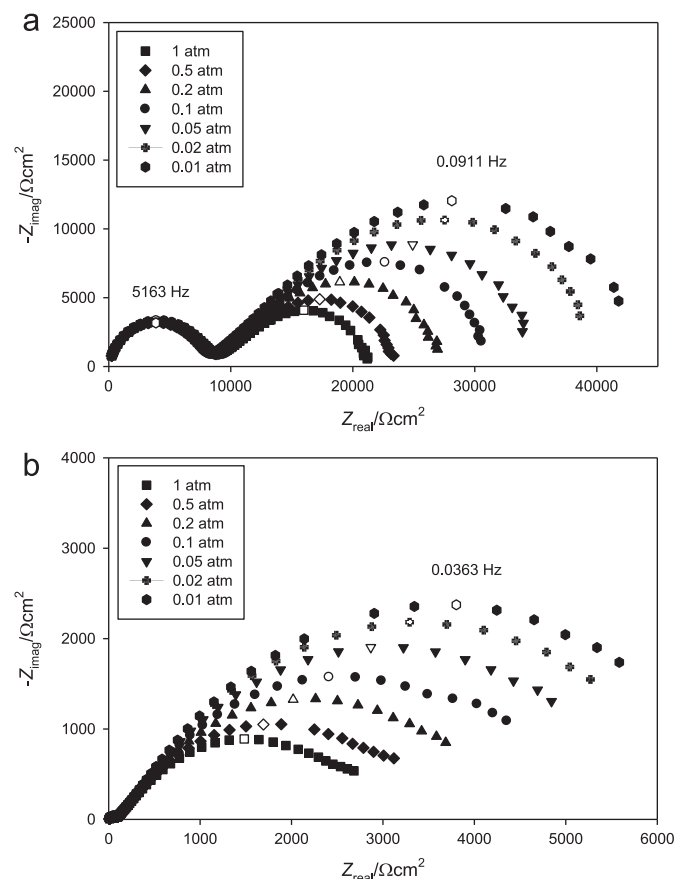 a
25000
20000
15000
10000
5000
0
-Z_imag/Ωcm²
1 atm
0.5 atm
0.2 atm
0.1 atm
0.05 atm
0.02 atm
0.01 atm
0.0911 Hz
5163 Hz
0 10000 20000 30000 40000
Z_real/Ωcm²
b
4000
3000
2000
1000
0
-Z_imag/Ωcm²
1 atm
0.5 atm
0.2 atm
0.1 atm
0.05 atm
0.02 atm
0.01 atm
0.0363 Hz
0 1000 2000 3000 4000 5000 6000
Z_real/Ωcm²